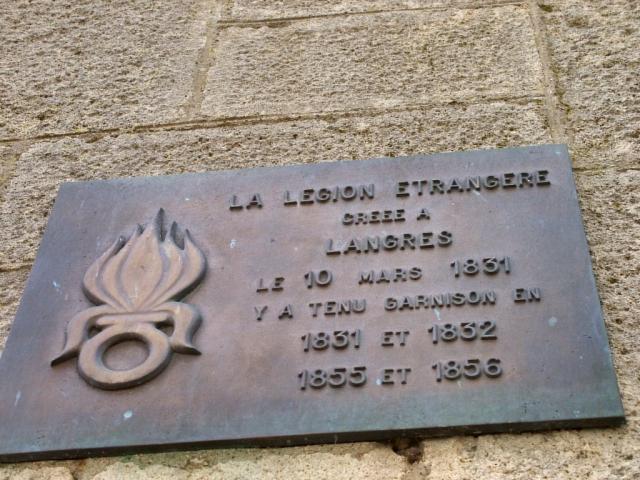 LA LEGION ETRANGERE
CREEE A
LANGRES
LE 10 MARS 1831
Y A TENU GARNISON EN
1831 ET 1832
1855 ET 1856